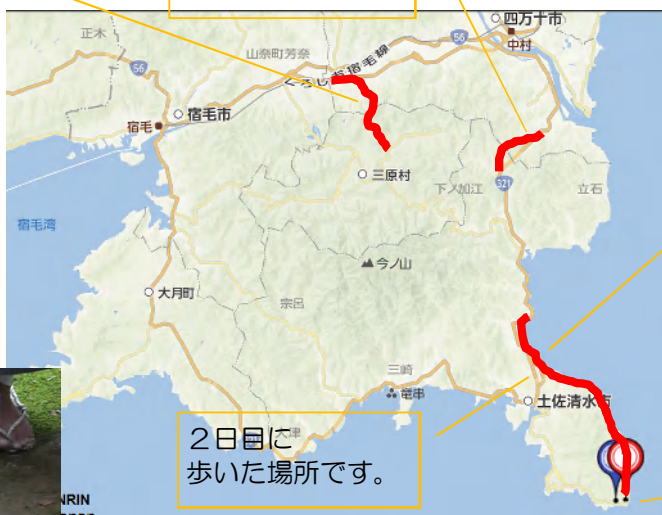 四万十市
中村
56
正木
山奈町芳奈
56
くろしお宿毛線
宿毛市
宿毛
三原村
下ノ加江
321
立石
宿毛湾
今ノ山
大月町
宗呂
三崎
竜串
土佐清水市
大津
2日目に
歩いた場所です。
NRIN